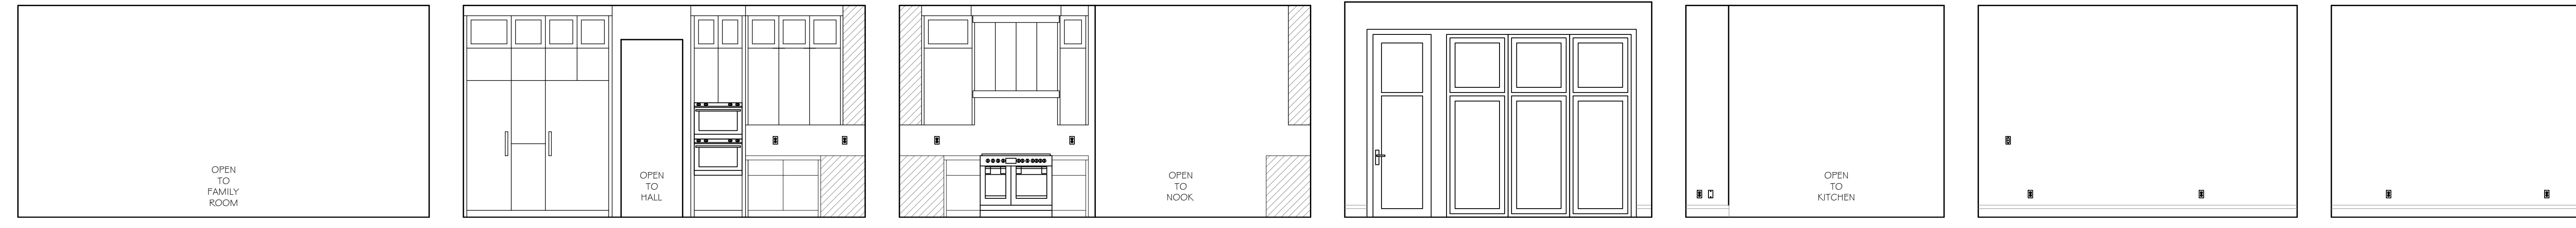 OPEN
TO
FAMILY
ROOM
OPEN
TO
HALL
OPEN
TO
NOOK
OPEN
TO
KITCHEN